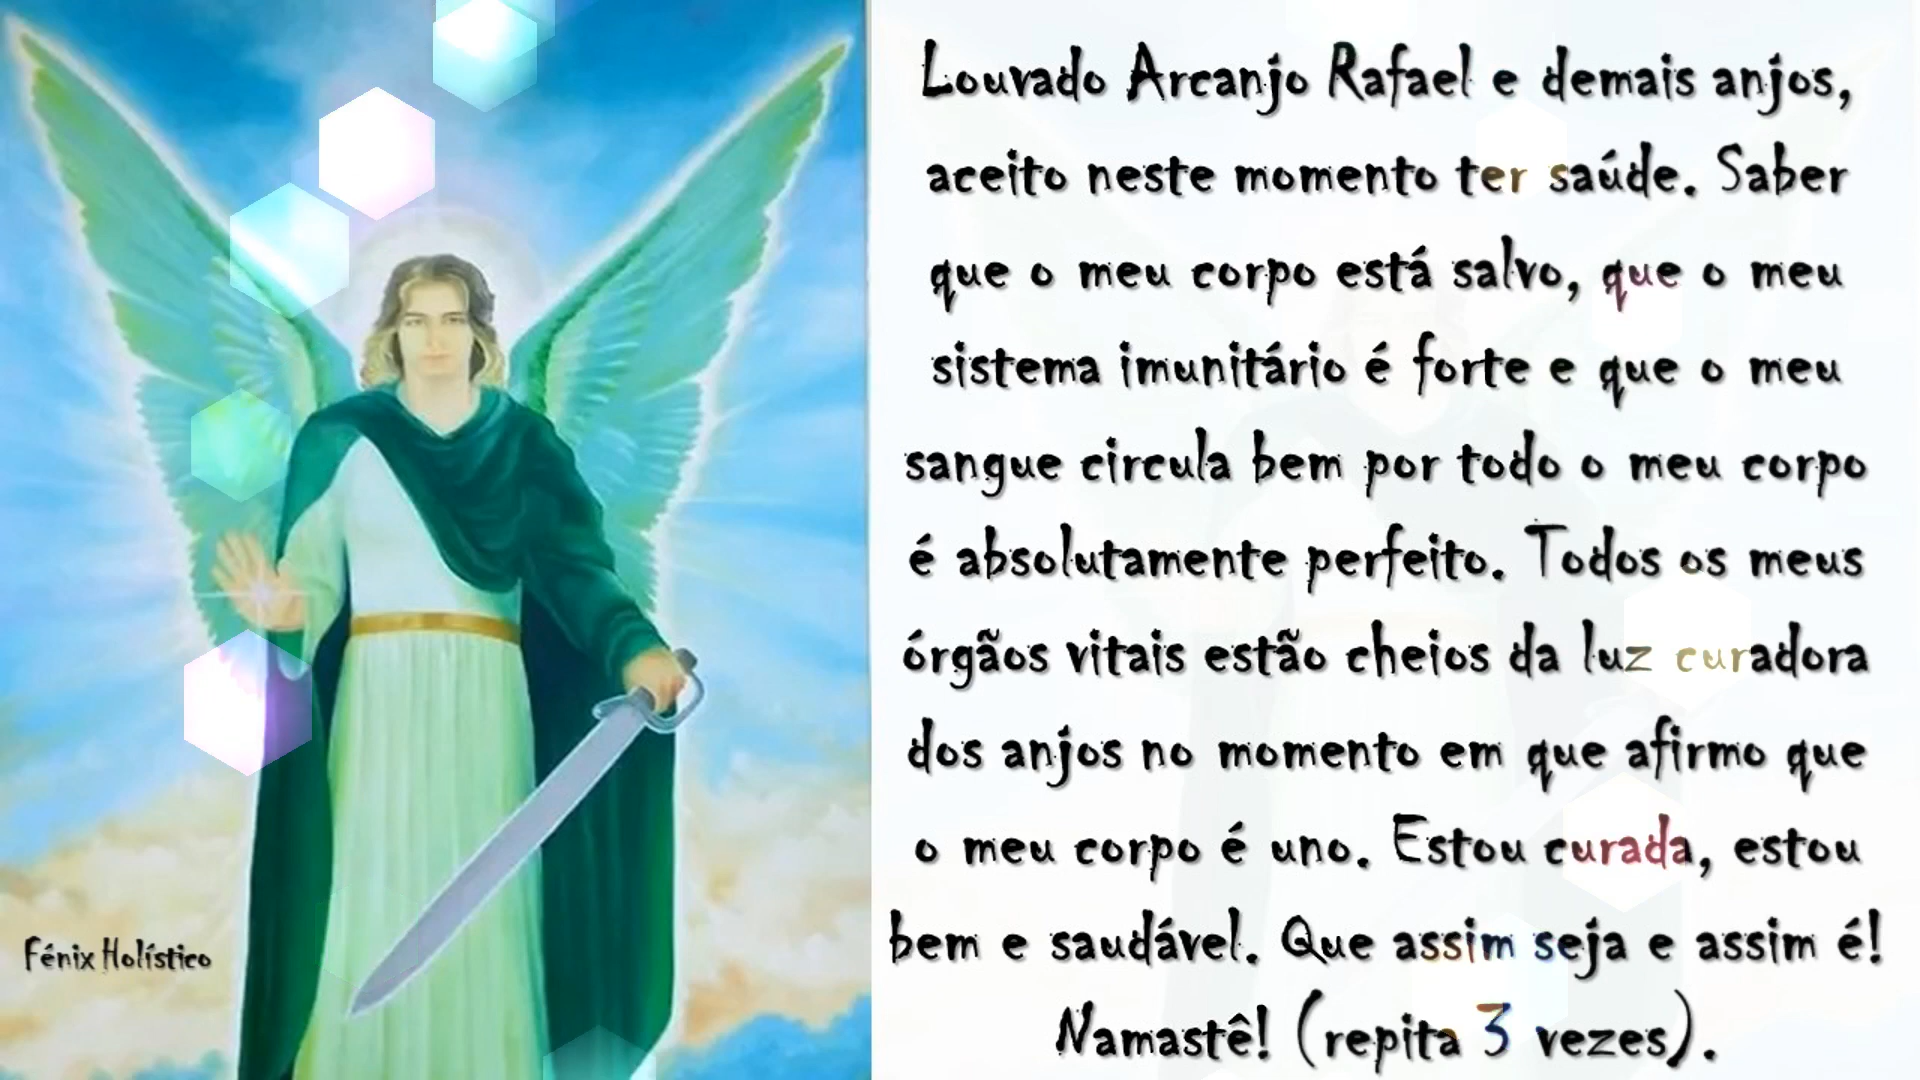 Louvado Arcanjo Rafael e demais anjos,
aceito neste momento ter saúde. Saber
que o meu corpo está salvo, que o meu
sistema imunitário é forte e que o meu
sangue circula bem por todo o meu corpo
é absolutamente perfeito. Todos os meus
órgãos vitais estão cheios da luz curadora
dos anjos no momento em que afirmo que
o meu corpo é uno. Estou curada, estou
bem e saudável. Que assim seja e assim é!
Namastê! (repita 3 vezes).
Fénix Holístico